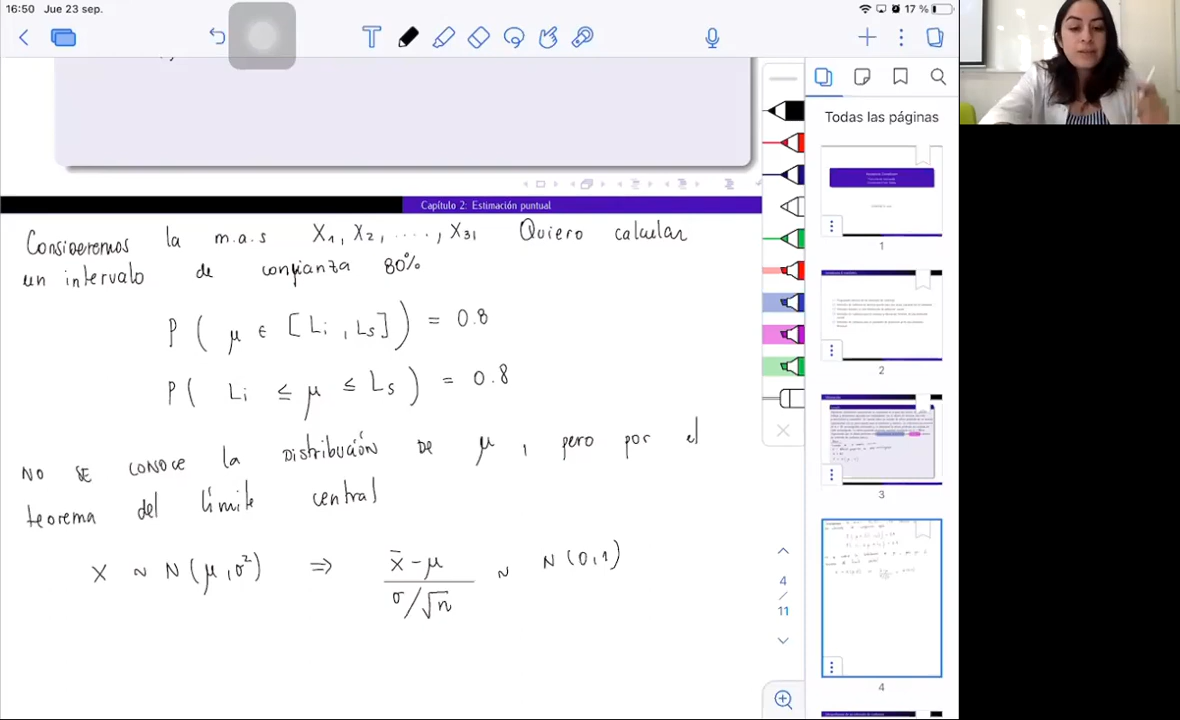 16:50 Jue 23 sep.
17 %
Todas las páginas
1
2
3
4
Capítulo 2: Estimación puntual
Consideremos la m.a.s X1, X2, ...., X31 Quiero calcular
un intervalo de confianza 80%
P( μ ∈ [Li, Ls]) = 0.8
P( Li ≤ μ ≤ Ls ) = 0.8
NO SE CONOCE la DISTRIBUCIÓN DE μ, pero por el
teorema del límite central
X ~ N(μ,σ²) ⇒ x̄-μ / σ/√n ~ N(0,1)
4
/
11